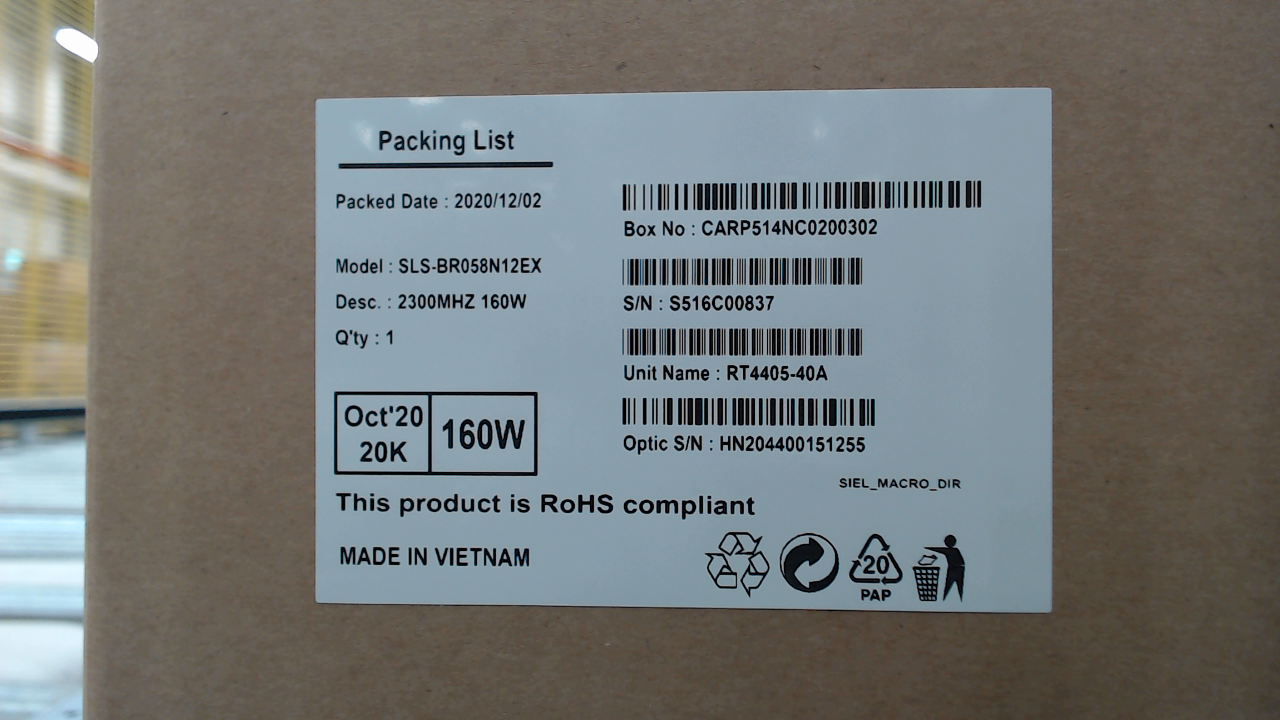 Packing List
Packed Date : 2020/12/02
Model : SLS-BR058N12EX
Desc. : 2300MHZ 160W
Q'ty : 1
Oct'20
20K
160W
Box No : CARP514NC0200302
S/N : S516C00837
Unit Name : RT4405-40A
Optic S/N : HN204400151255
SIEL_MACRO_DIR
This product is RoHS compliant
MADE IN VIETNAM
20
PAP